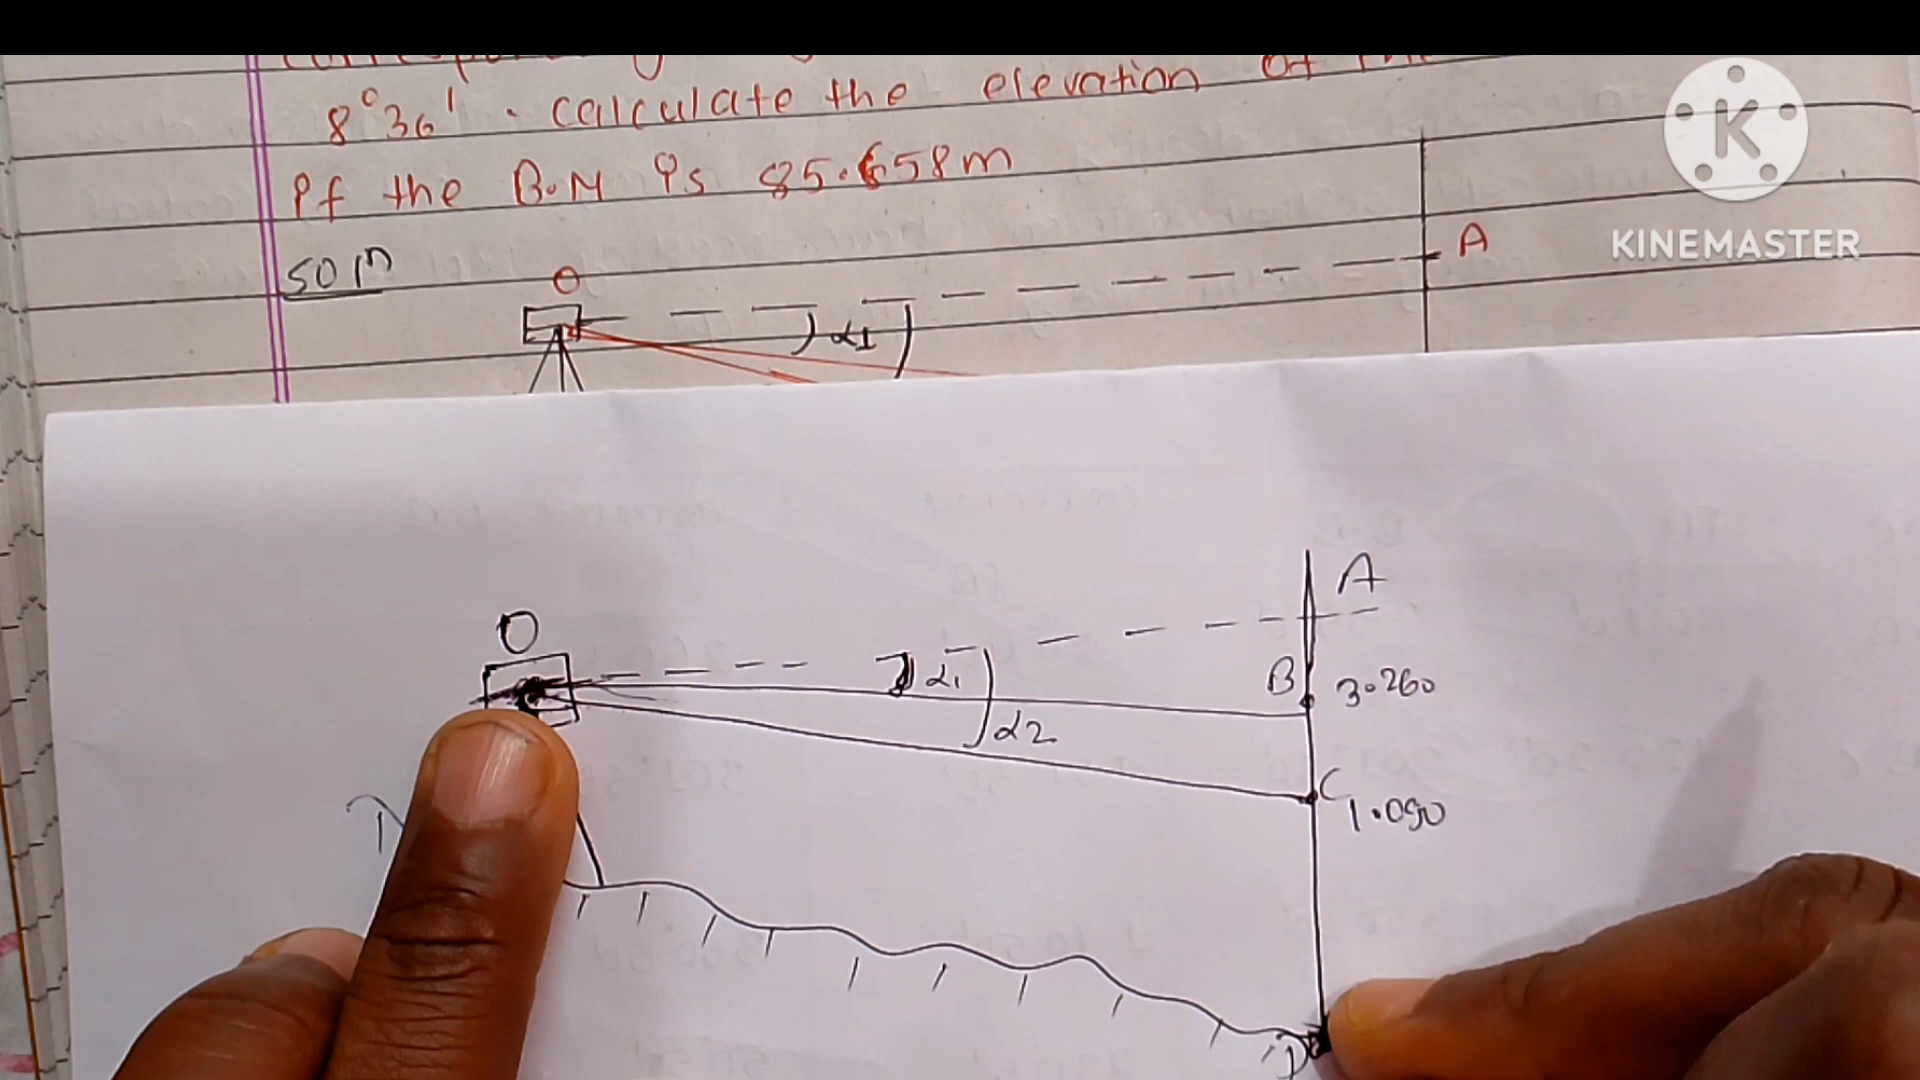 8°36'. calculate the elevation of the
If the B.M is 85.658m
Soln
O
A
α1
K
KINEMASTER
O
A
α1
B 3.260
α2
C 1.090
D